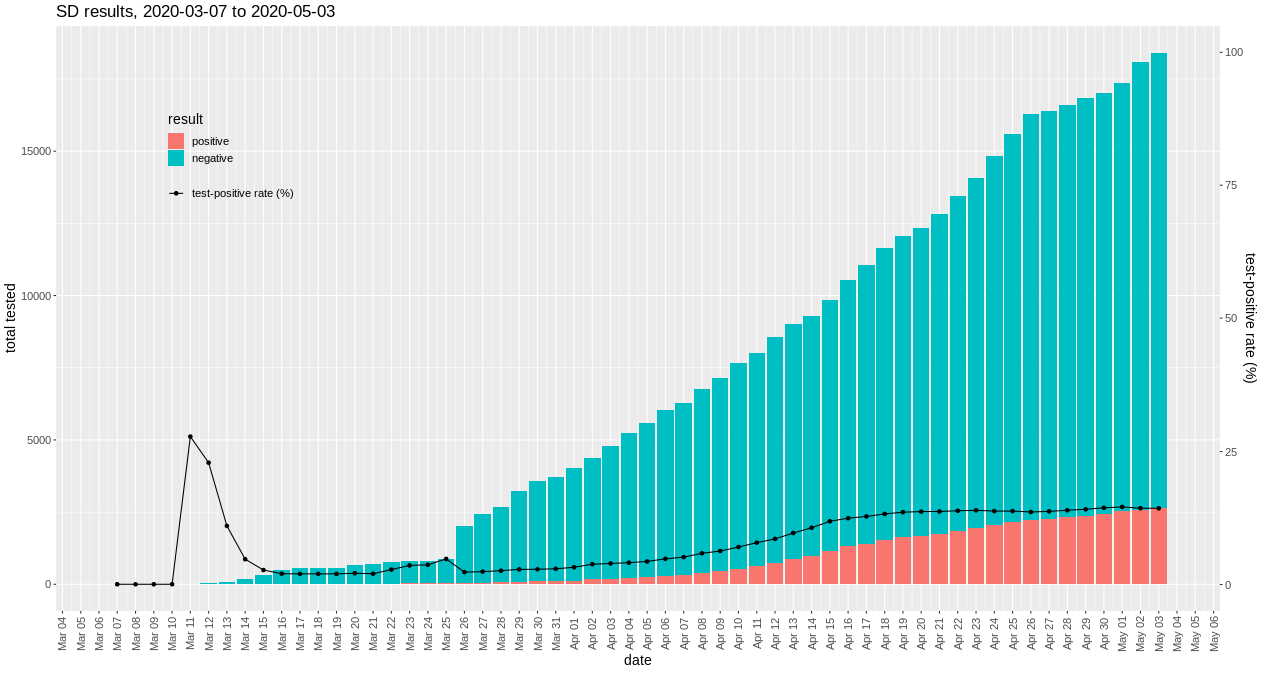 SD results, 2020-03-07 to 2020-05-03
result
positive
negative
test-positive rate (%)
total tested
15000
10000
5000
0
100
75
50
25
0
test-positive rate (%)
Mar 04
Mar 05
Mar 06
Mar 07
Mar 08
Mar 09
Mar 10
Mar 11
Mar 12
Mar 13
Mar 14
Mar 15
Mar 16
Mar 17
Mar 18
Mar 19
Mar 20
Mar 21
Mar 22
Mar 23
Mar 24
Mar 25
Mar 26
Mar 27
Mar 28
Mar 29
Mar 30
Mar 31
Apr 01
Apr 02
Apr 03
Apr 04
Apr 05
Apr 06
Apr 07
Apr 08
Apr 09
Apr 10
Apr 11
Apr 12
Apr 13
Apr 14
Apr 15
Apr 16
Apr 17
Apr 18
Apr 19
Apr 20
Apr 21
Apr 22
Apr 23
Apr 24
Apr 25
Apr 26
Apr 27
Apr 28
Apr 29
Apr 30
May 01
May 02
May 03
May 04
May 05
May 06
date